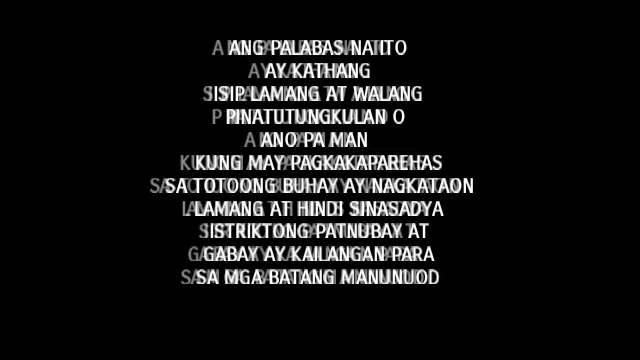 ANG PALABAS NA ITO
AY KATHANG
ISIP LAMANG AT WALANG
PINATUTUNGKULAN O
ANO PA MAN
KUNG MAY PAGKAKAPAREHAS
SA TOTOONG BUHAY AY NAGKATAON
LAMANG AT HINDI SINASADYA
ISTRIKTONG PATNUBAY AT
GABAY AY KAILANGAN PARA
SA MGA BATANG MANUNUOD